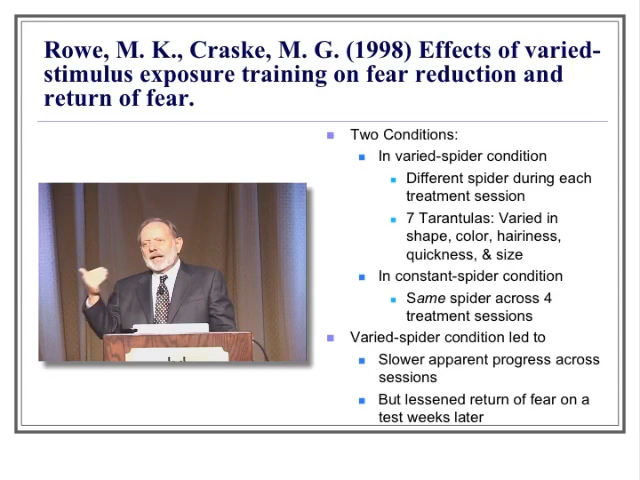 Rowe, M. K., Craske, M. G. (1998) Effects of varied-
stimulus exposure training on fear reduction and
return of fear.
Two Conditions:
In varied-spider condition
Different spider during each
treatment session
7 Tarantulas: Varied in
shape, color, hairiness,
quickness, & size
In constant-spider condition
Same spider across 4
treatment sessions
Varied-spider condition led to
Slower apparent progress across
sessions
But lessened return of fear on a
test weeks later